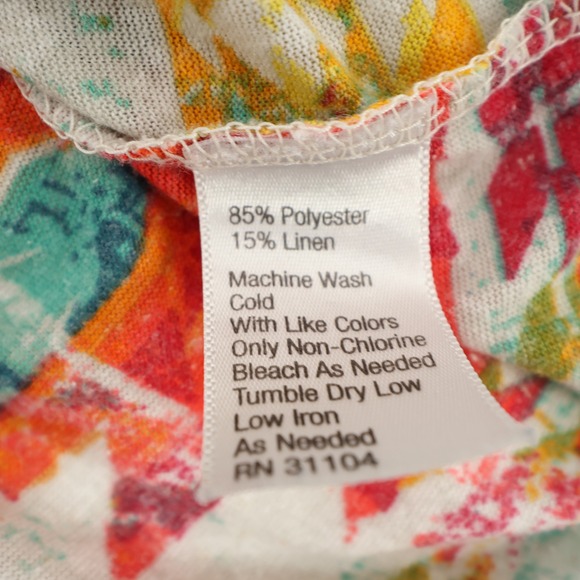 85% Polyester
15% Linen
Machine Wash
Cold
With Like Colors
Only Non-Chlorine
Bleach As Needed
Tumble Dry Low
Low Iron
As Needed
RN 31104